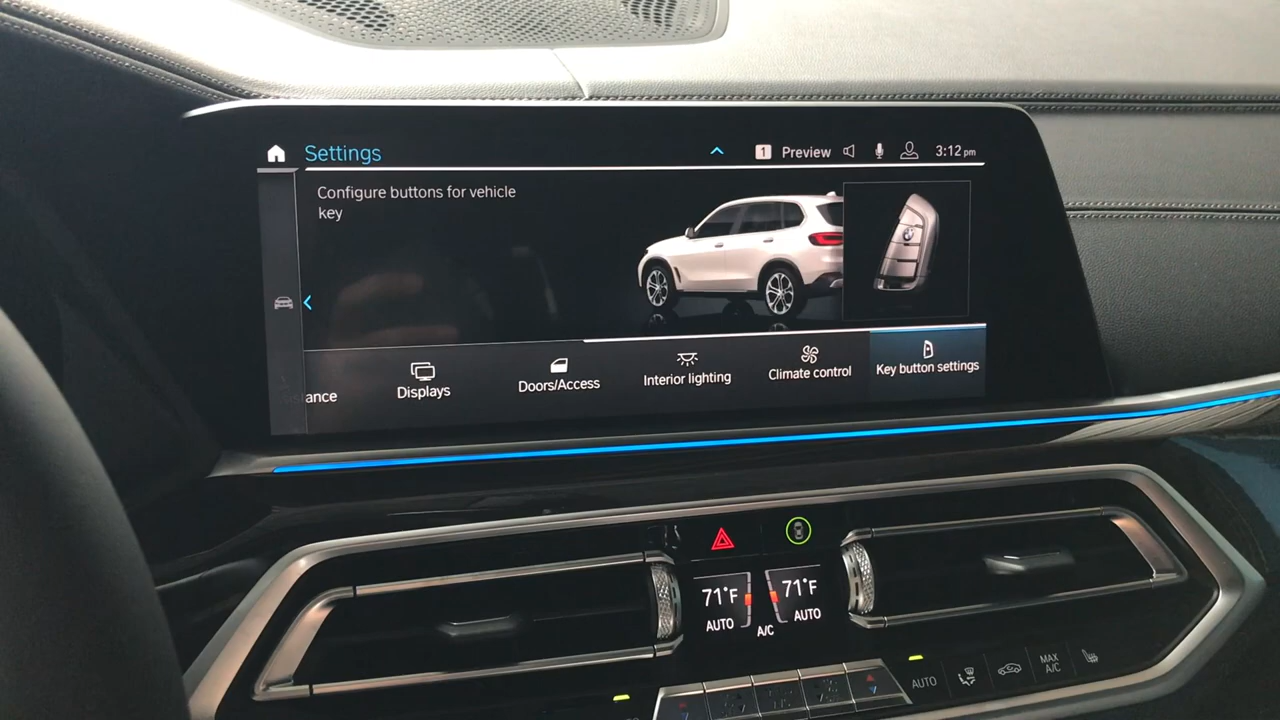 Settings
1 Preview 3:12 pm
Configure buttons for vehicle
key
ance
Displays
Doors/Access
Interior lighting
Climate control
Key button settings
71°F
71°F
AUTO
AUTO
A/C
AUTO
MAX
A/C